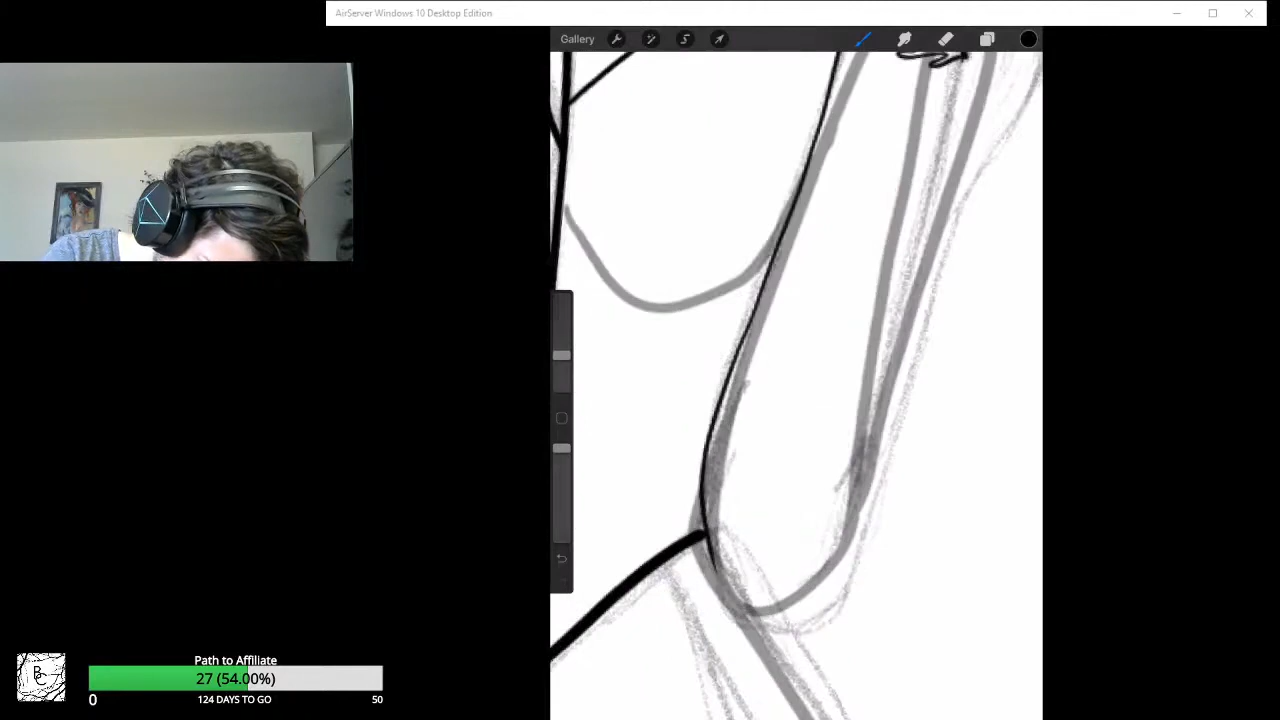 AirServer Windows 10 Desktop Edition
Gallery
Path to Affiliate
27 (54.00%)
0
124 DAYS TO GO
50